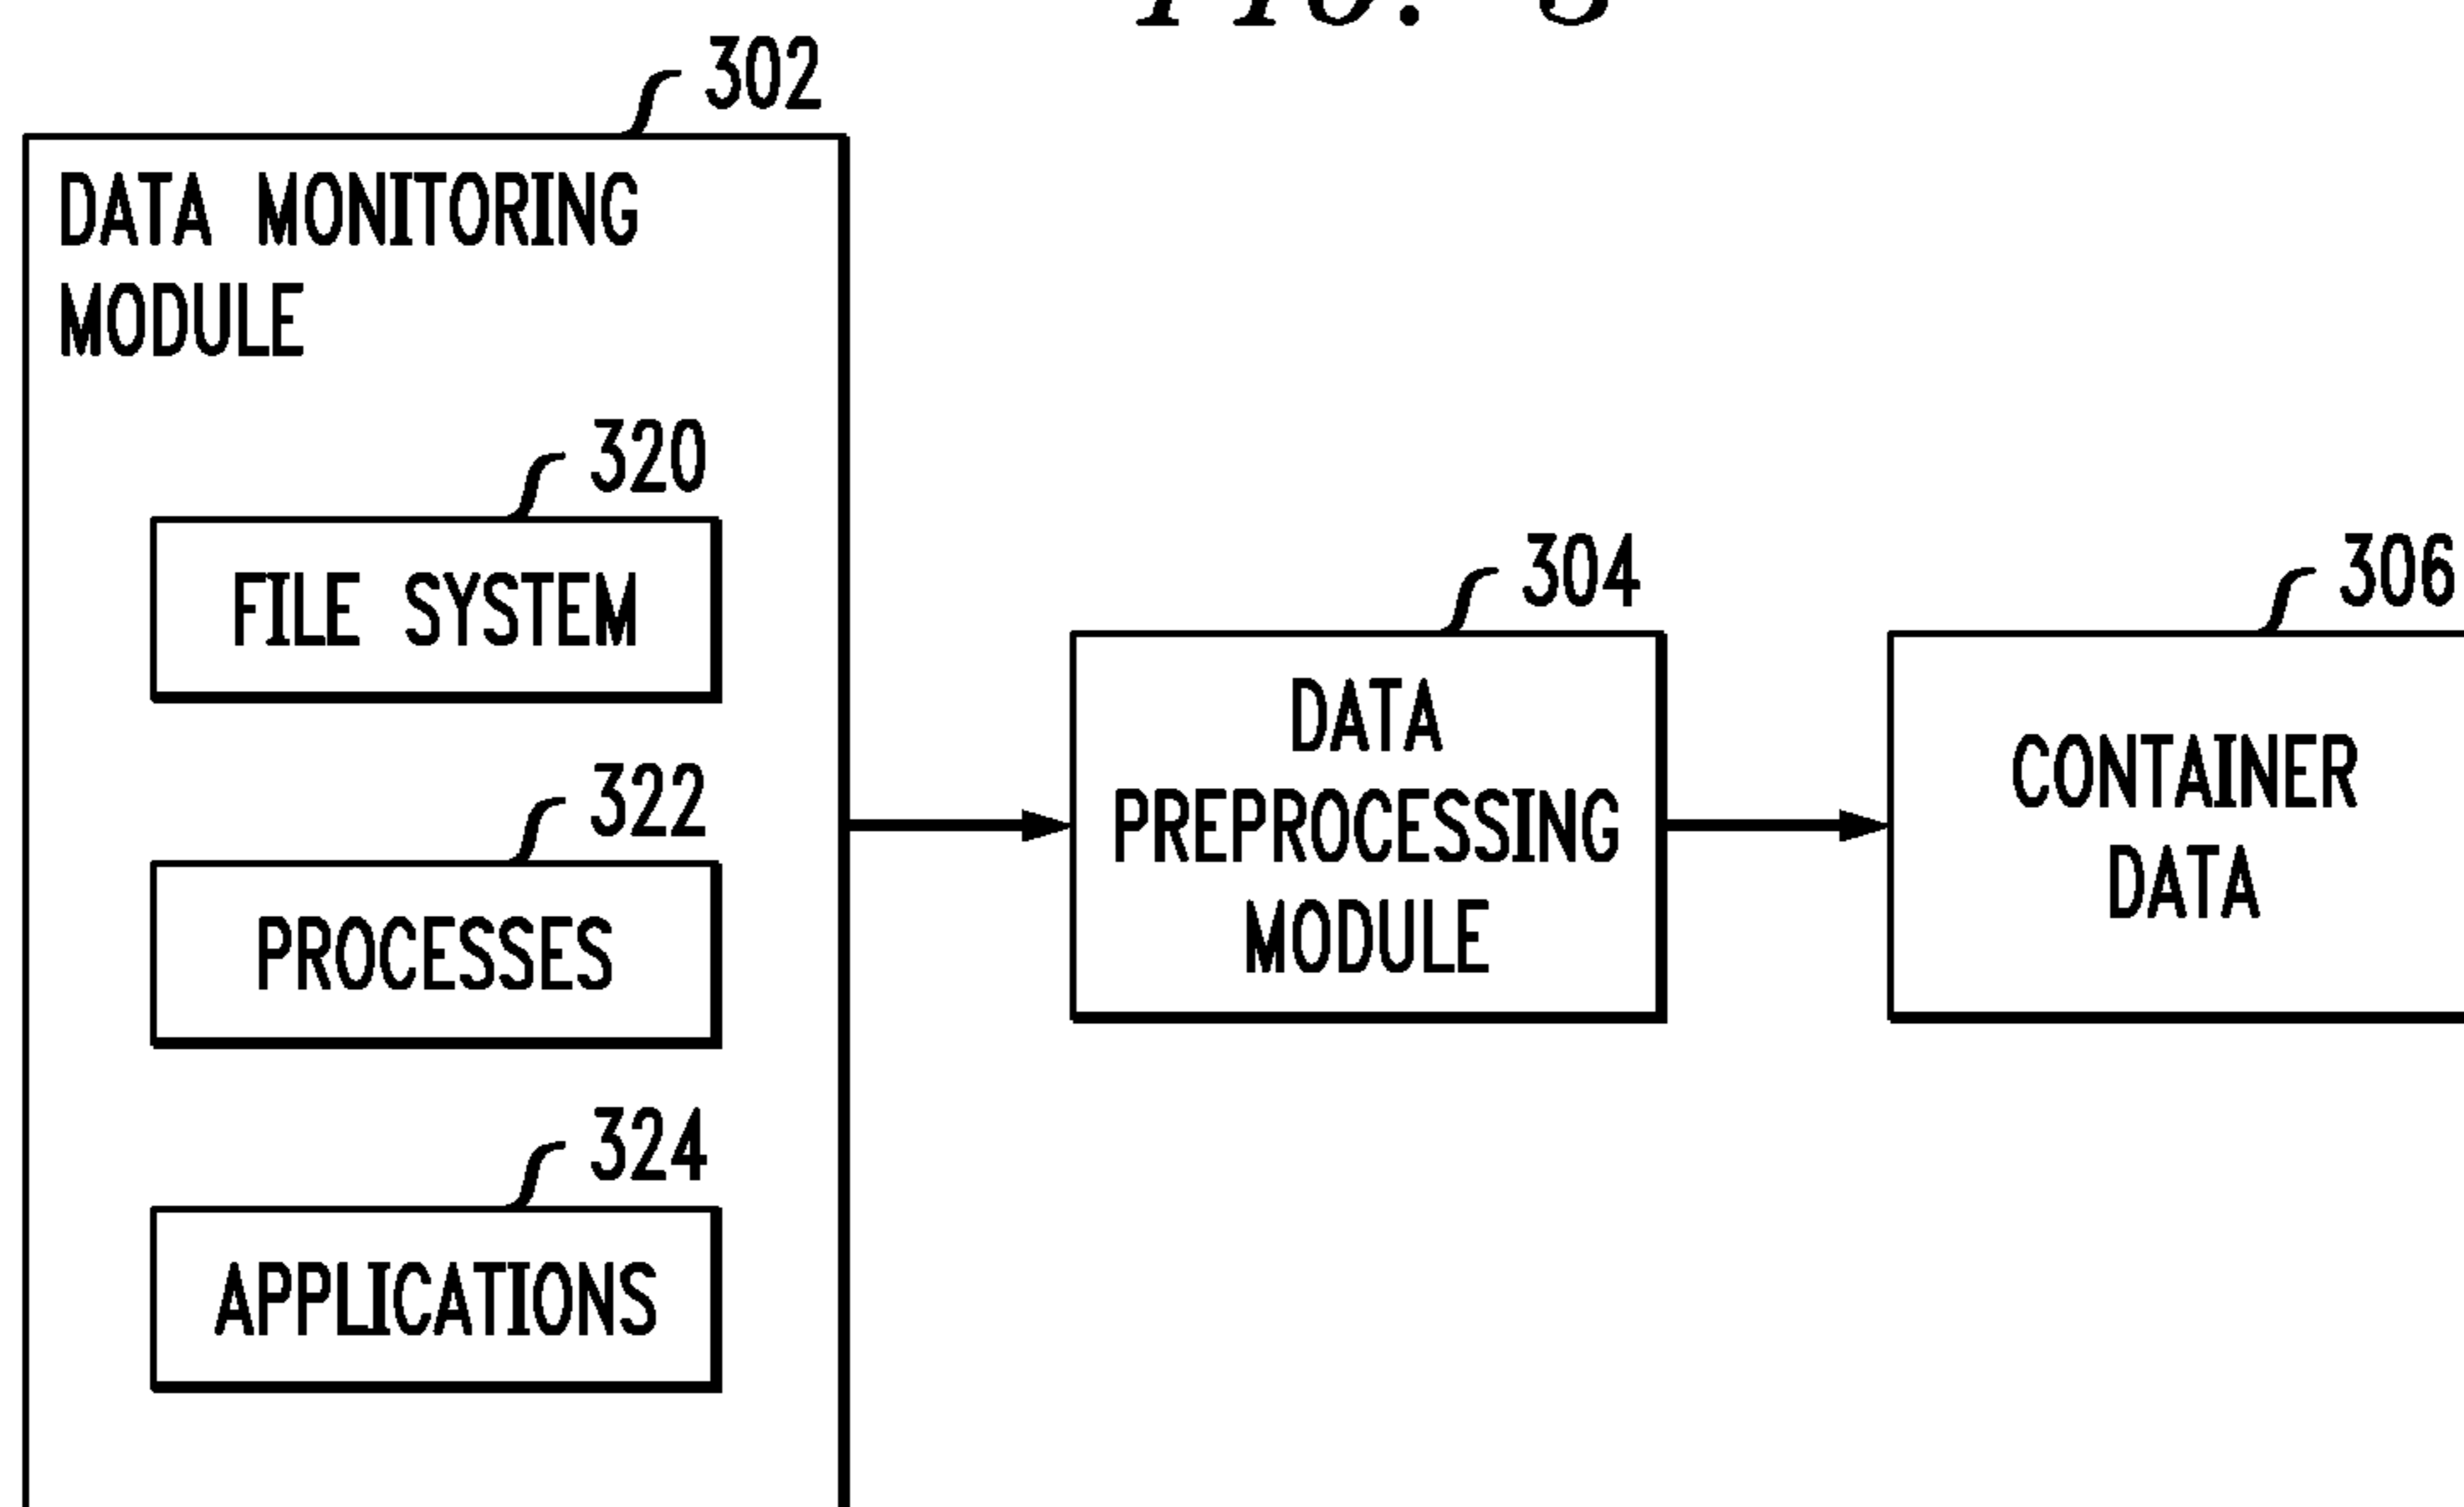 302
DATA MONITORING
MODULE
320
FILE SYSTEM
322
PROCESSES
324
APPLICATIONS
304
DATA
PREPROCESSING
MODULE
306
CONTAINER
DATA